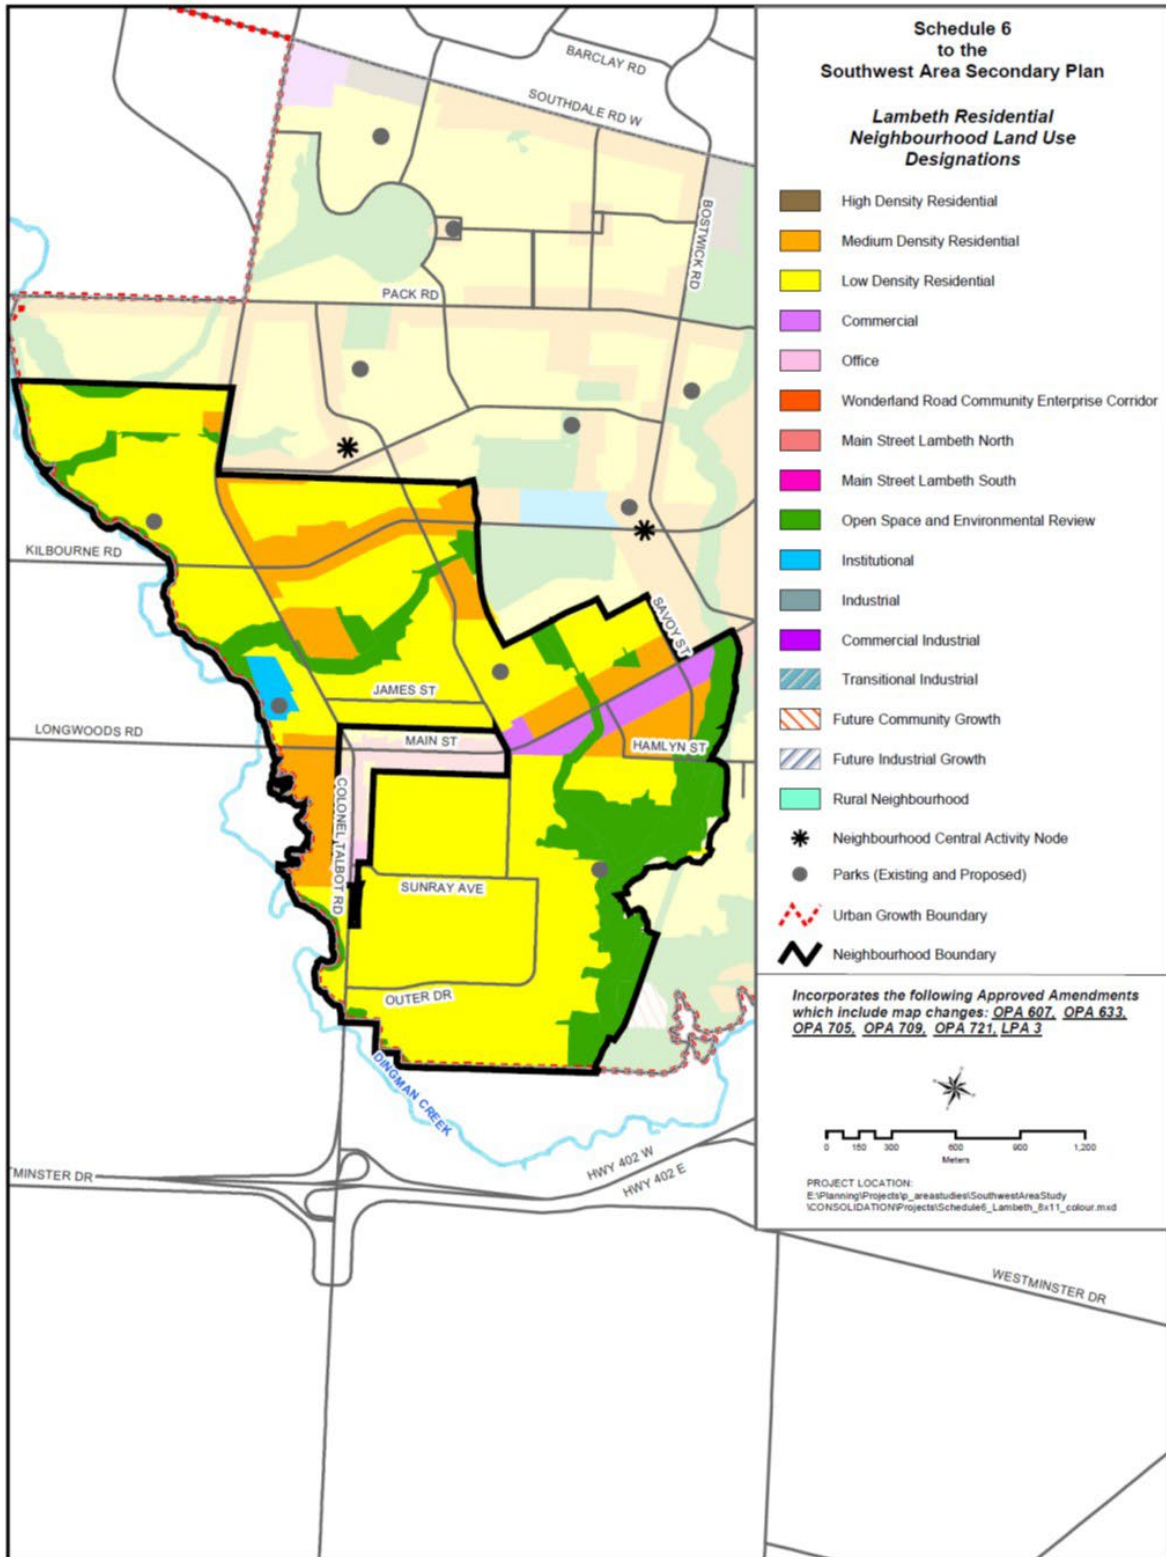 Schedule 6
to the
Southwest Area Secondary Plan
Lambeth Residential
Neighbourhood Land Use
Designations
High Density Residential
Medium Density Residential
Low Density Residential
Commercial
Office
Wonderland Road Community Enterprise Corridor
Main Street Lambeth North
Main Street Lambeth South
Open Space and Environmental Review
Institutional
Industrial
Commercial Industrial
Transitional Industrial
Future Community Growth
Future Industrial Growth
Rural Neighbourhood
Neighbourhood Central Activity Node
Parks (Existing and Proposed)
Urban Growth Boundary
Neighbourhood Boundary
Incorporates the following Approved Amendments
which include map changes: OPA 607, OPA 633,
OPA 705, OPA 709, OPA 721, LPA 3
0 150 300 600 900 1,200
Meters
PROJECT LOCATION:
E:\Planning\Projects\p_areastudies\SouthwestAreaStudy
\CONSOLIDATION\Projects\Schedule6_Lambeth_8x11_colour.mxd
BARCLAY RD
SOUTHDALE RD W
BOSTWICK RD
PACK RD
KILBOURNE RD
SAVOY ST
JAMES ST
LONGWOODS RD
MAIN ST
HAMLYN ST
COLONEL TALBOT RD
SUNRAY AVE
OUTER DR
DINGMAN CREEK
HWY 402 W
HWY 402 E
TMINSTER DR
WESTMINSTER DR